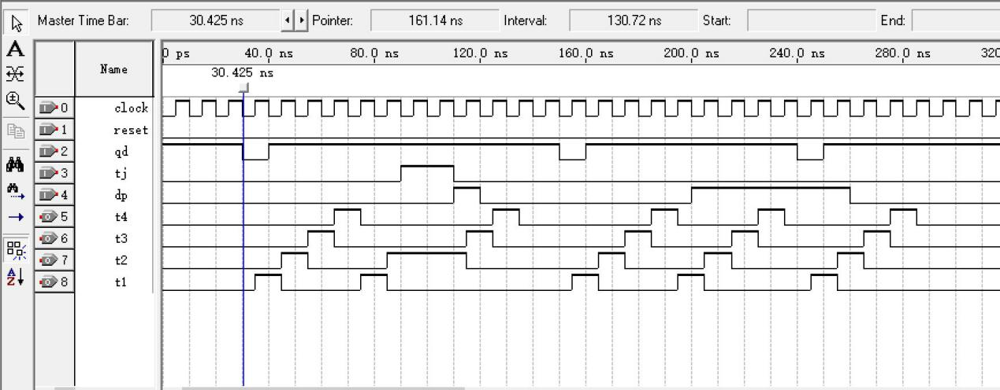 Master Time Bar: 30.425 ns Pointer: 161.14 ns Interval: 130.72 ns Start: End:
A
Name
0 ps 40.0 ns 80.0 ns 120.0 ns 160.0 ns 200.0 ns 240.0 ns 280.0 ns 320
30.425 ns
0 clock
1 reset
2 qd
3 tj
4 dp
5 t4
6 t3
7 t2
8 t1
A
Z